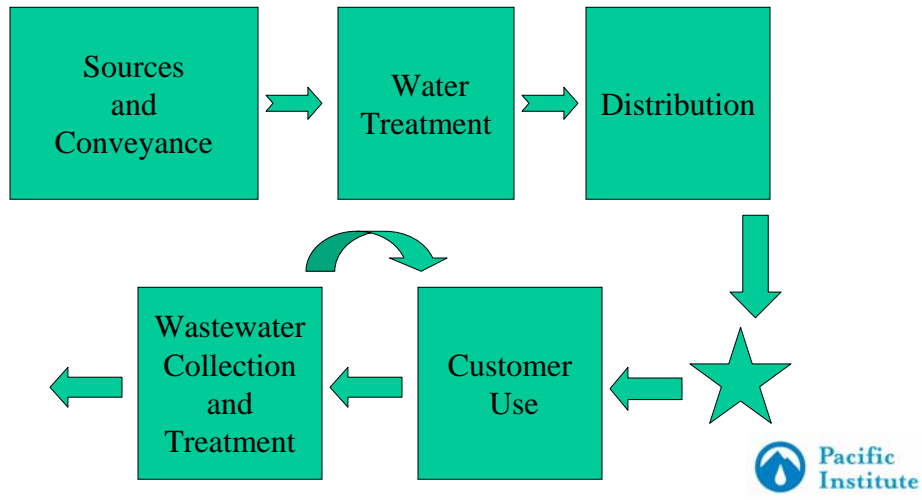 Sources
and
Conveyance
Water
Treatment
Distribution
Wastewater
Collection
and
Treatment
Customer
Use
Pacific
Institute